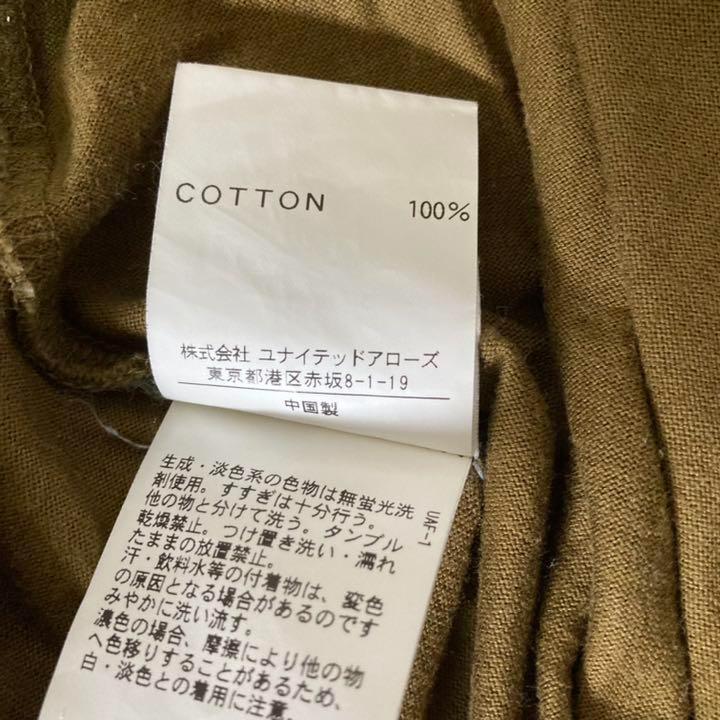 COTTON 100%
株式会社 ユナイテッドアローズ
東京都港区赤坂8-1-19
中国製
生成・淡色系の色物は無蛍光洗
剤使用。すすぎは十分行う。
他の物と分けて洗う。タンブル
乾燥禁止。つけ置き洗い・濡れ
たままの放置禁止。
汗・飲料水等の付着物は、変色
の原因となる場合があるのです
みやかに洗い流す。
濃色の場合、摩擦により他の物
へ色移りすることがあるため、
白・淡色との着用に注意。
UAF-1